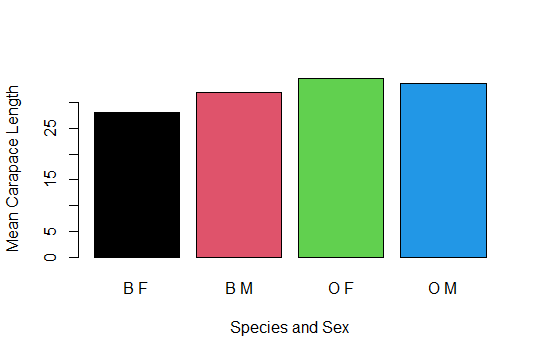 Mean Carapace Length
25
15
5
0
B F B M O F O M
Species and Sex